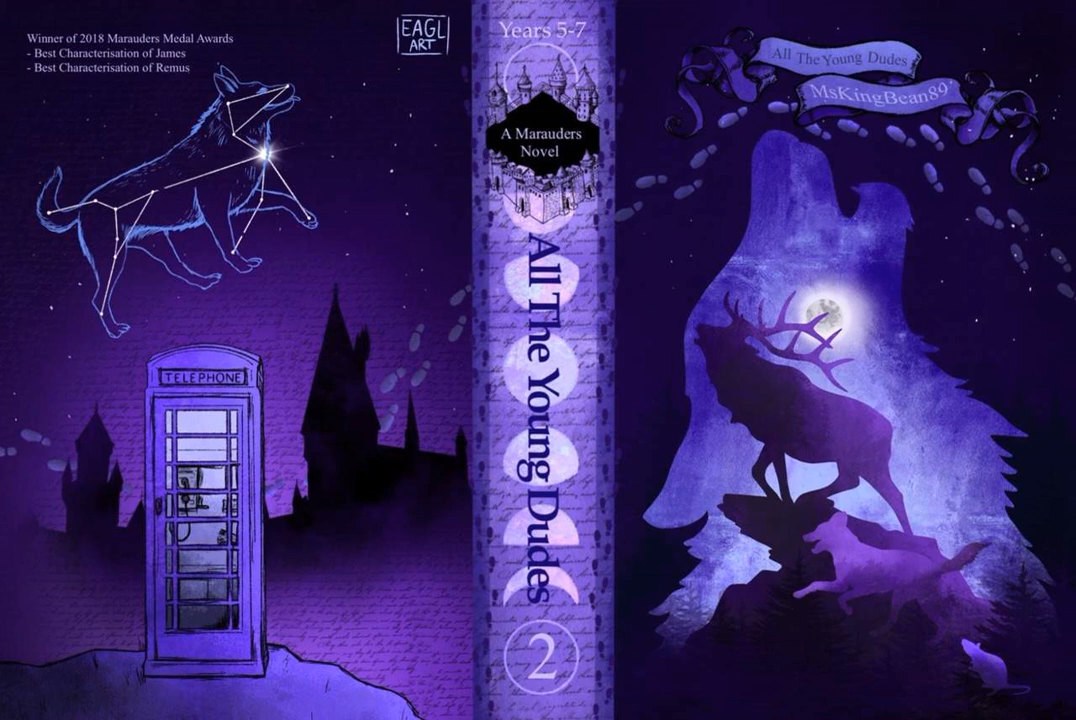 Winner of 2018 Marauders Medal Awards
- Best Characterisation of James
- Best Characterisation of Remus
EAGL
ART
TELEPHONE
Years 5-7
A Marauders
Novel
All The Young Dudes
2
All The Young Dudes
MsKingBean89'